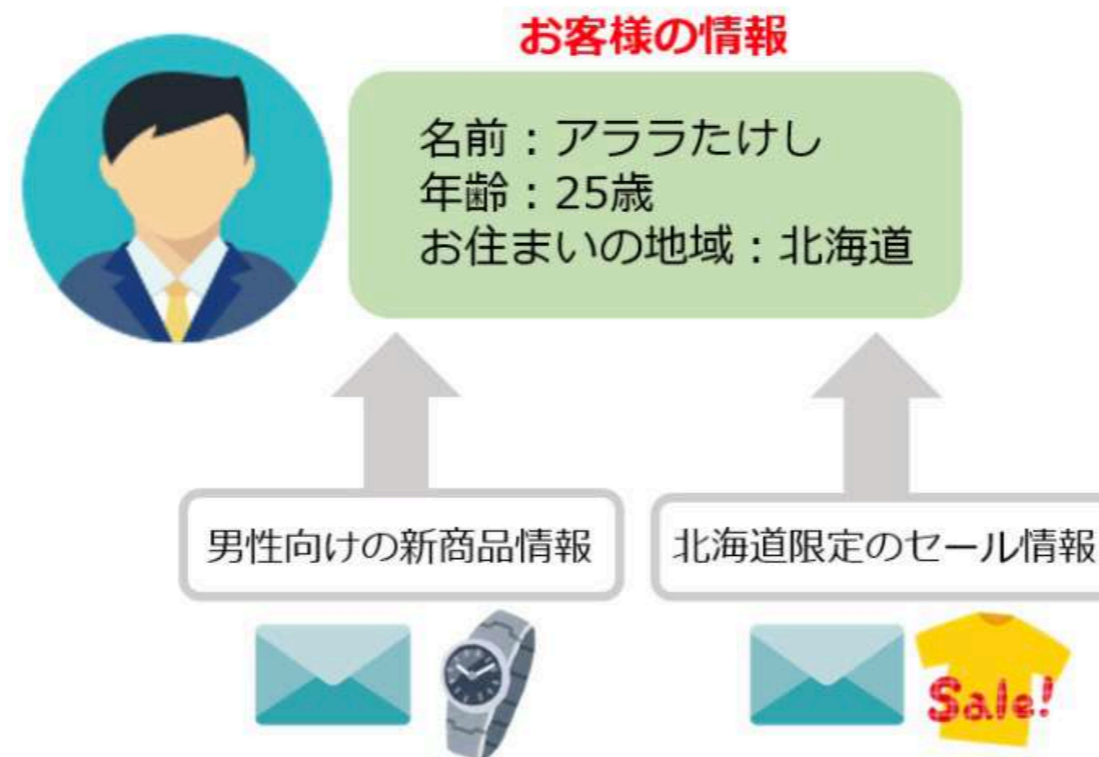 お客様の情報
名前：アララたけし
年齢：25歳
お住まいの地域：北海道
男性向けの新商品情報
北海道限定のセール情報
Sale!